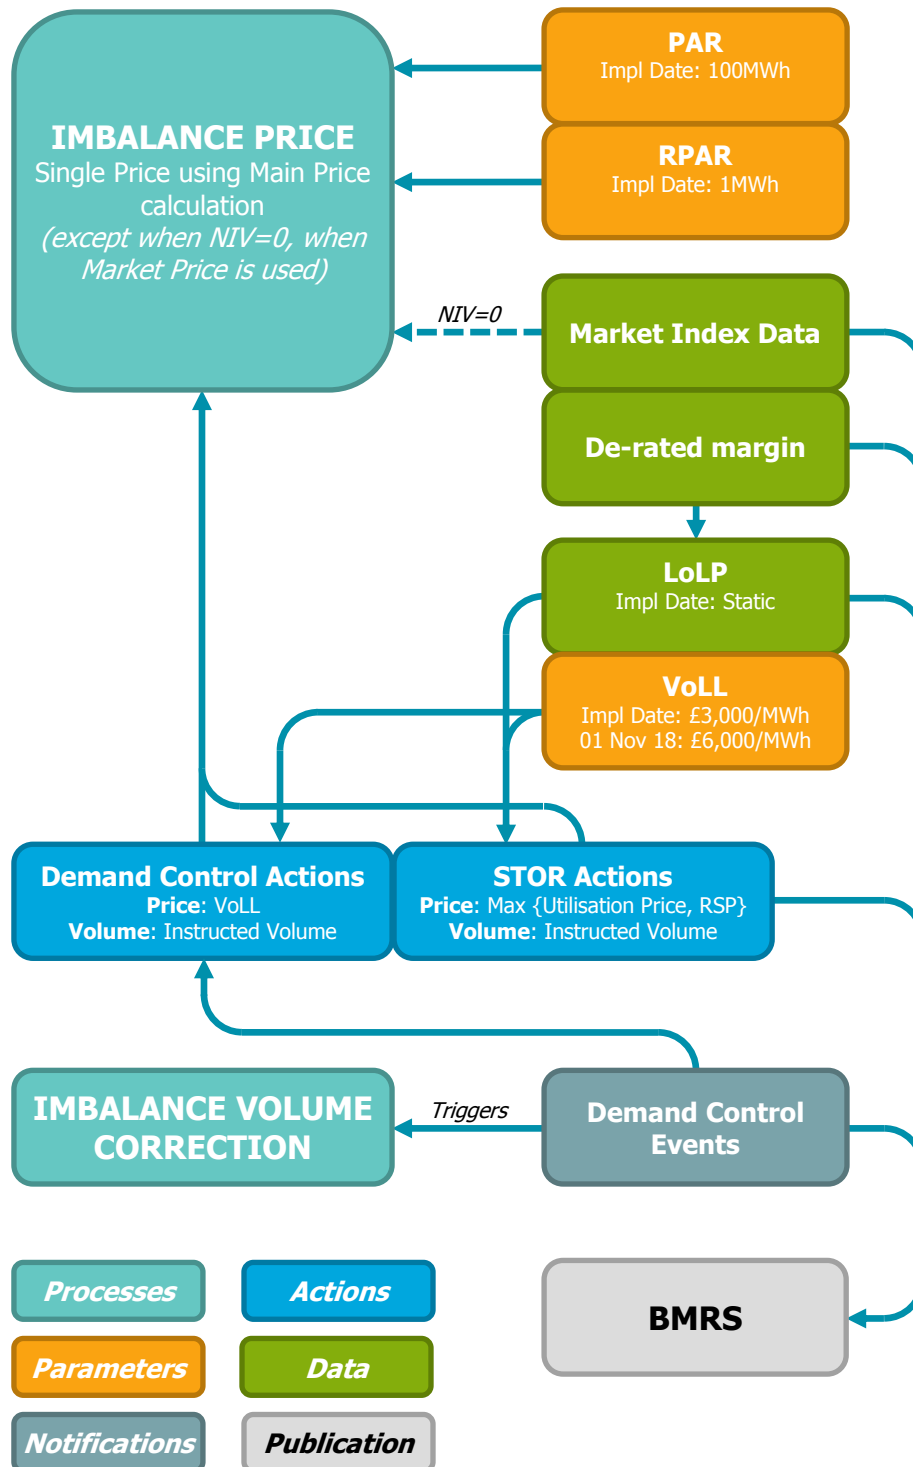 IMBALANCE PRICE
Single Price using Main Price
calculation
(except when NIV=0, when
Market Price is used)
PAR
Impl Date: 100MWh
RPAR
Impl Date: 1MWh
NIV=0
Market Index Data
De-rated margin
LoLP
Impl Date: Static
VoLL
Impl Date: £3,000/MWh
01 Nov 18: £6,000/MWh
Demand Control Actions
Price: VoLL
Volume: Instructed Volume
STOR Actions
Price: Max {Utilisation Price, RSP}
Volume: Instructed Volume
IMBALANCE VOLUME
CORRECTION
Triggers
Demand Control
Events
BMRS
Processes
Actions
Parameters
Data
Notifications
Publication